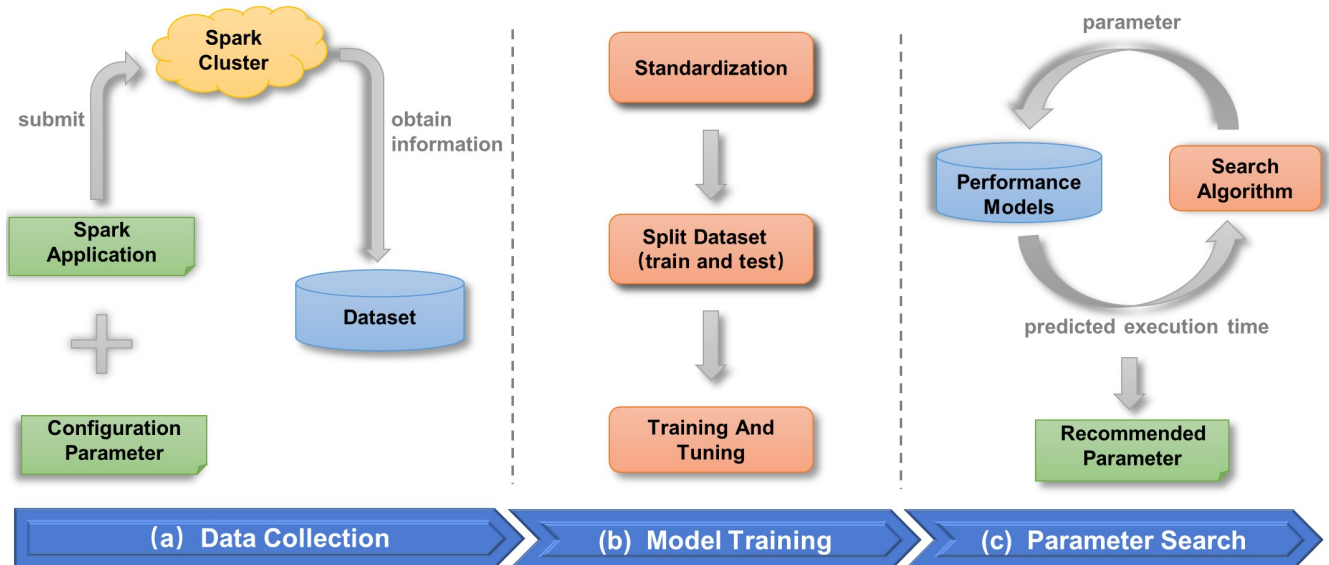 Spark
Cluster
submit
obtain
information
Spark
Application
Dataset
Configuration
Parameter
Standardization
Split Dataset
(train and test)
Training And
Tuning
parameter
Performance
Models
Search
Algorithm
predicted execution time
Recommended
Parameter
(a) Data Collection
(b) Model Training
(c) Parameter Search